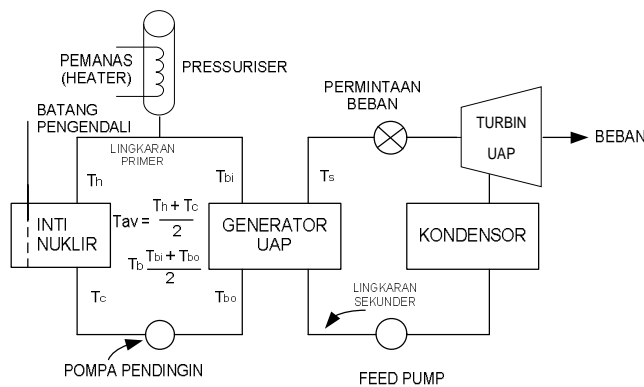 PEMANAS
(HEATER)
PRESSURISER
BATANG
PENGENDALI
LINGKARAN
PRIMER
PERMINTAAN
BEBAN
TURBIN
UAP
BEBAN
Th
Tbi
Ts
INTI
NUKLIR
Tav = Th + Tc
2
Tb Tbi + Tbo
2
GENERATOR
UAP
KONDENSOR
Tc
Tbo
LINGKARAN
SEKUNDER
POMPA PENDINGIN
FEED PUMP